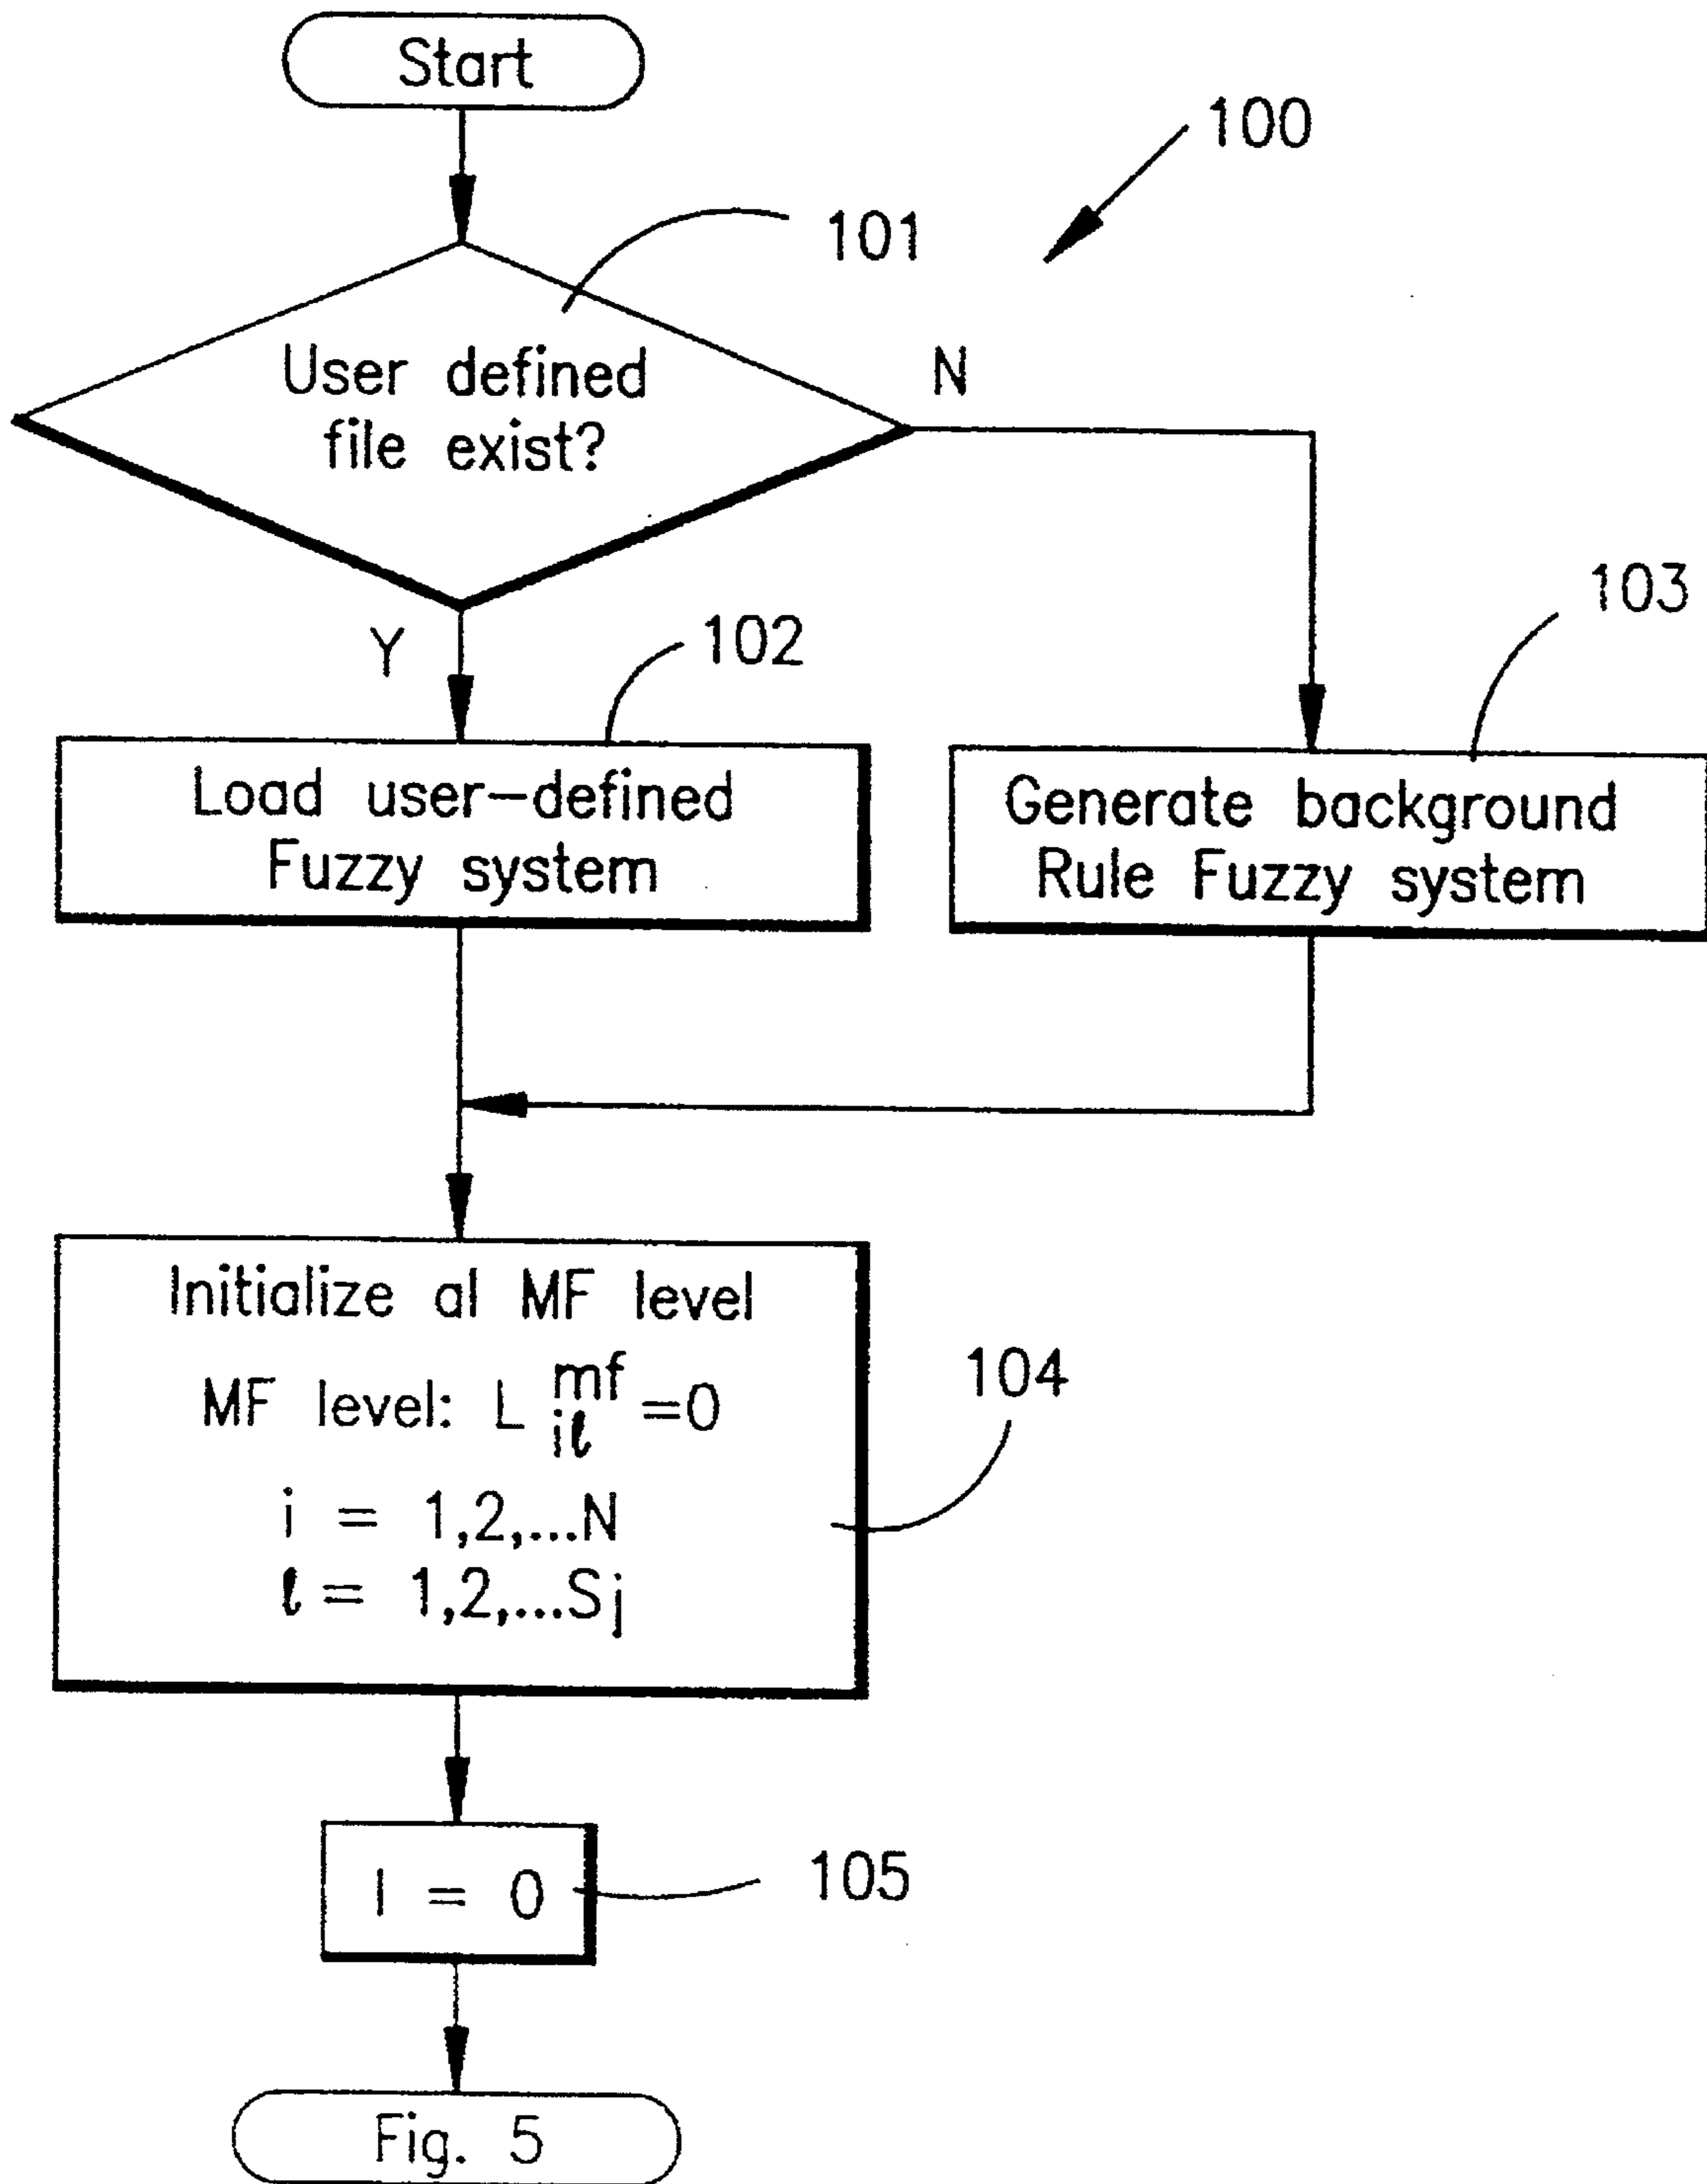 Start
100
101
User defined
file exist?
N
Y
102
103
Load user-defined
Fuzzy system
Generate background
Rule Fuzzy system
Initialize al MF level
MF level: L mf iℓ =0
i = 1,2,...N
ℓ = 1,2,...Sj
104
I = 0
105
Fig. 5